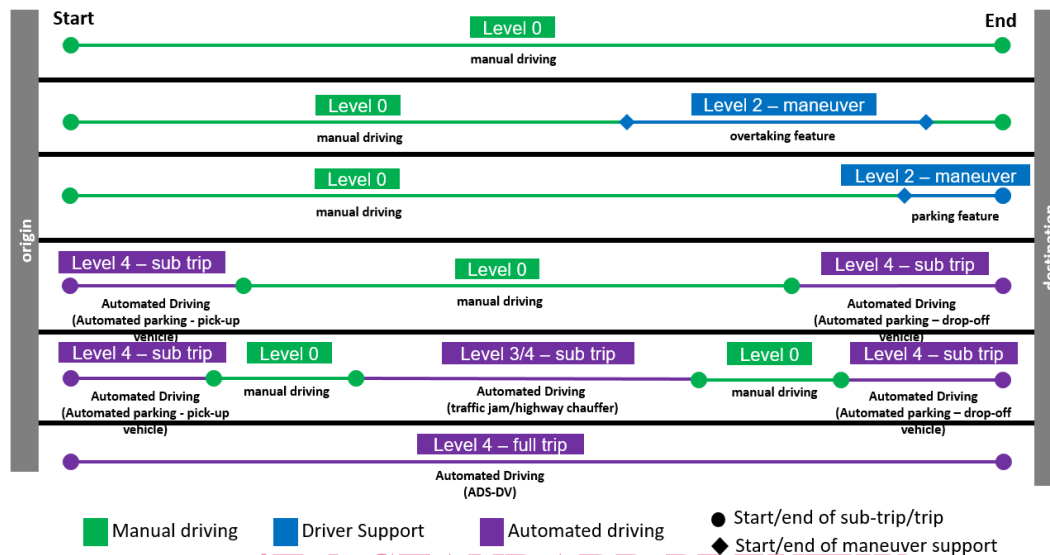 Start
End
Level 0
manual driving
Level 0
Level 2 – maneuver
manual driving
overtaking feature
Level 0
Level 2 – maneuver
manual driving
parking feature
origin
destination
Level 4 – sub trip
Level 0
Level 4 – sub trip
Automated Driving
(Automated parking - pick-up
vehicle)
manual driving
Automated Driving
(Automated parking – drop-off
vehicle)
Level 4 – sub trip
Level 0
Level 3/4 – sub trip
Level 0
Level 4 – sub trip
Automated Driving
(Automated parking - pick-up
vehicle)
manual driving
Automated Driving
(traffic jam/highway chauffer)
manual driving
Automated Driving
(Automated parking – drop-off
vehicle)
Level 4 – full trip
Automated Driving
(ADS-DV)
Manual driving
Driver Support
Automated driving
Start/end of sub-trip/trip
Start/end of maneuver support